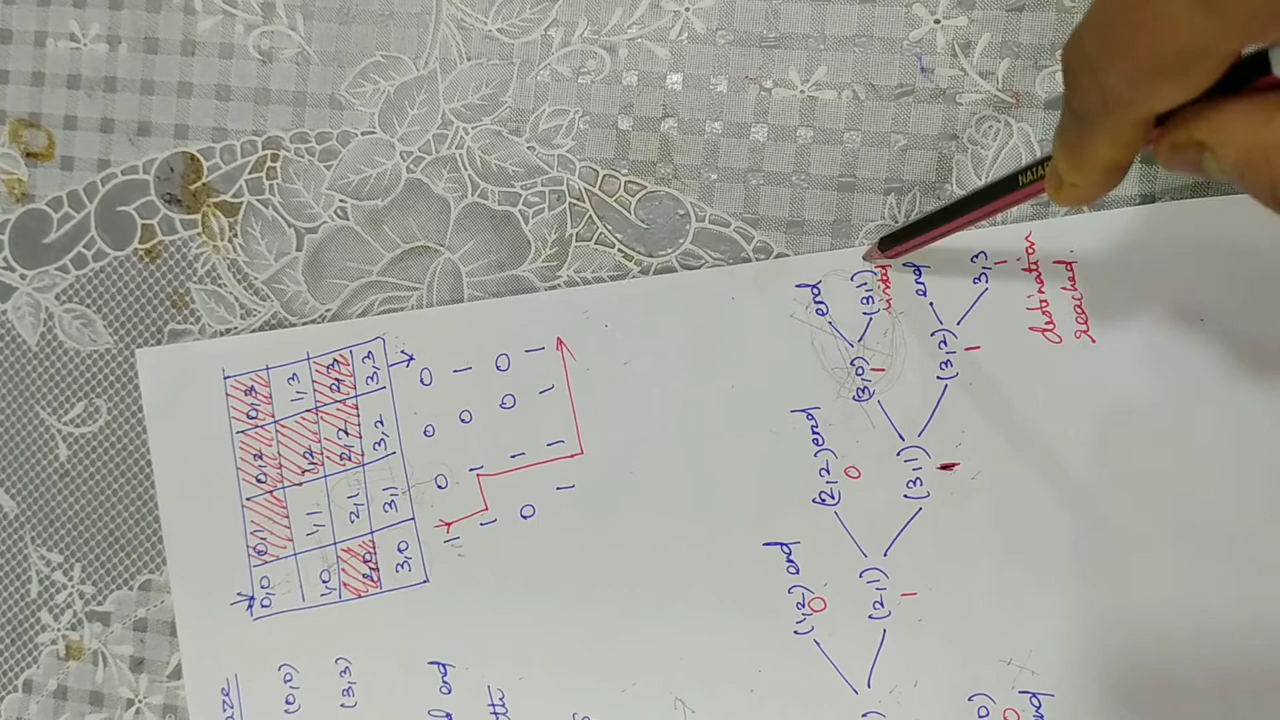 aze
(0,0)
(3,3)
0,0 0,1 0,2 0,3
1,0 1,1 1,2 1,3
2,0 2,1 2,2 2,3
3,0 3,1 3,2 3,3
1 0 0 0
1 1 0 1
0 1 0 0
1 1 1 1
end
(1,2) end
0
(2,2) end
0
end
(2,1)
1
(3,1)
1
(3,0)
1
(3,1)
visited
(3,2)
1
end
3,3
1
destination
reached.